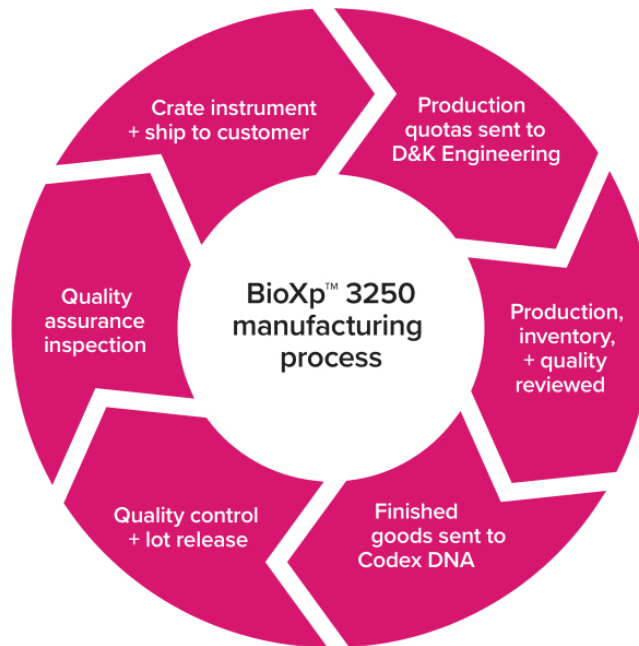 BioXp™ 3250
manufacturing
process
Production
quotas sent to
D&K Engineering
Production,
inventory,
+ quality
reviewed
Finished
goods sent to
Codex DNA
Quality control
+ lot release
Quality
assurance
inspection
Crate instrument
+ ship to customer